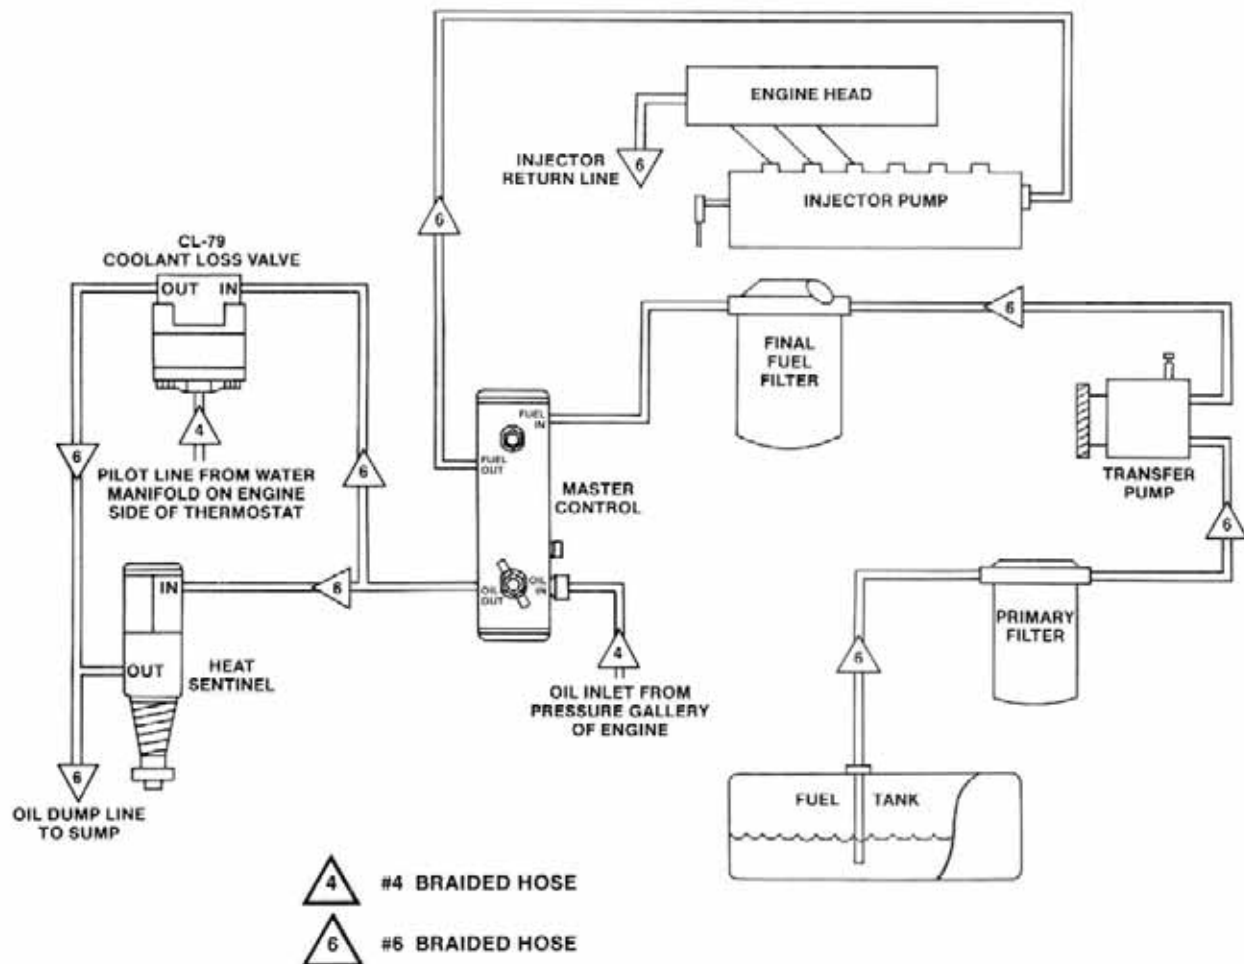 ENGINE HEAD
6
INJECTOR
RETURN LINE
INJECTOR PUMP
6
CL-79
COOLANT LOSS VALVE
OUT IN
4
6
PILOT LINE FROM WATER
MANIFOLD ON ENGINE
SIDE OF THERMOSTAT
6
FINAL
FUEL
FILTER
6
FUEL
IN
FUEL
OUT
MASTER
CONTROL
OIL
OUT
OIL
IN
TRANSFER
PUMP
6
PRIMARY
FILTER
6
IN
6
OUT
HEAT
SENTINEL
4
OIL INLET FROM
PRESSURE GALLERY
OF ENGINE
6
OIL DUMP LINE
TO SUMP
FUEL TANK
4 #4 BRAIDED HOSE
6 #6 BRAIDED HOSE